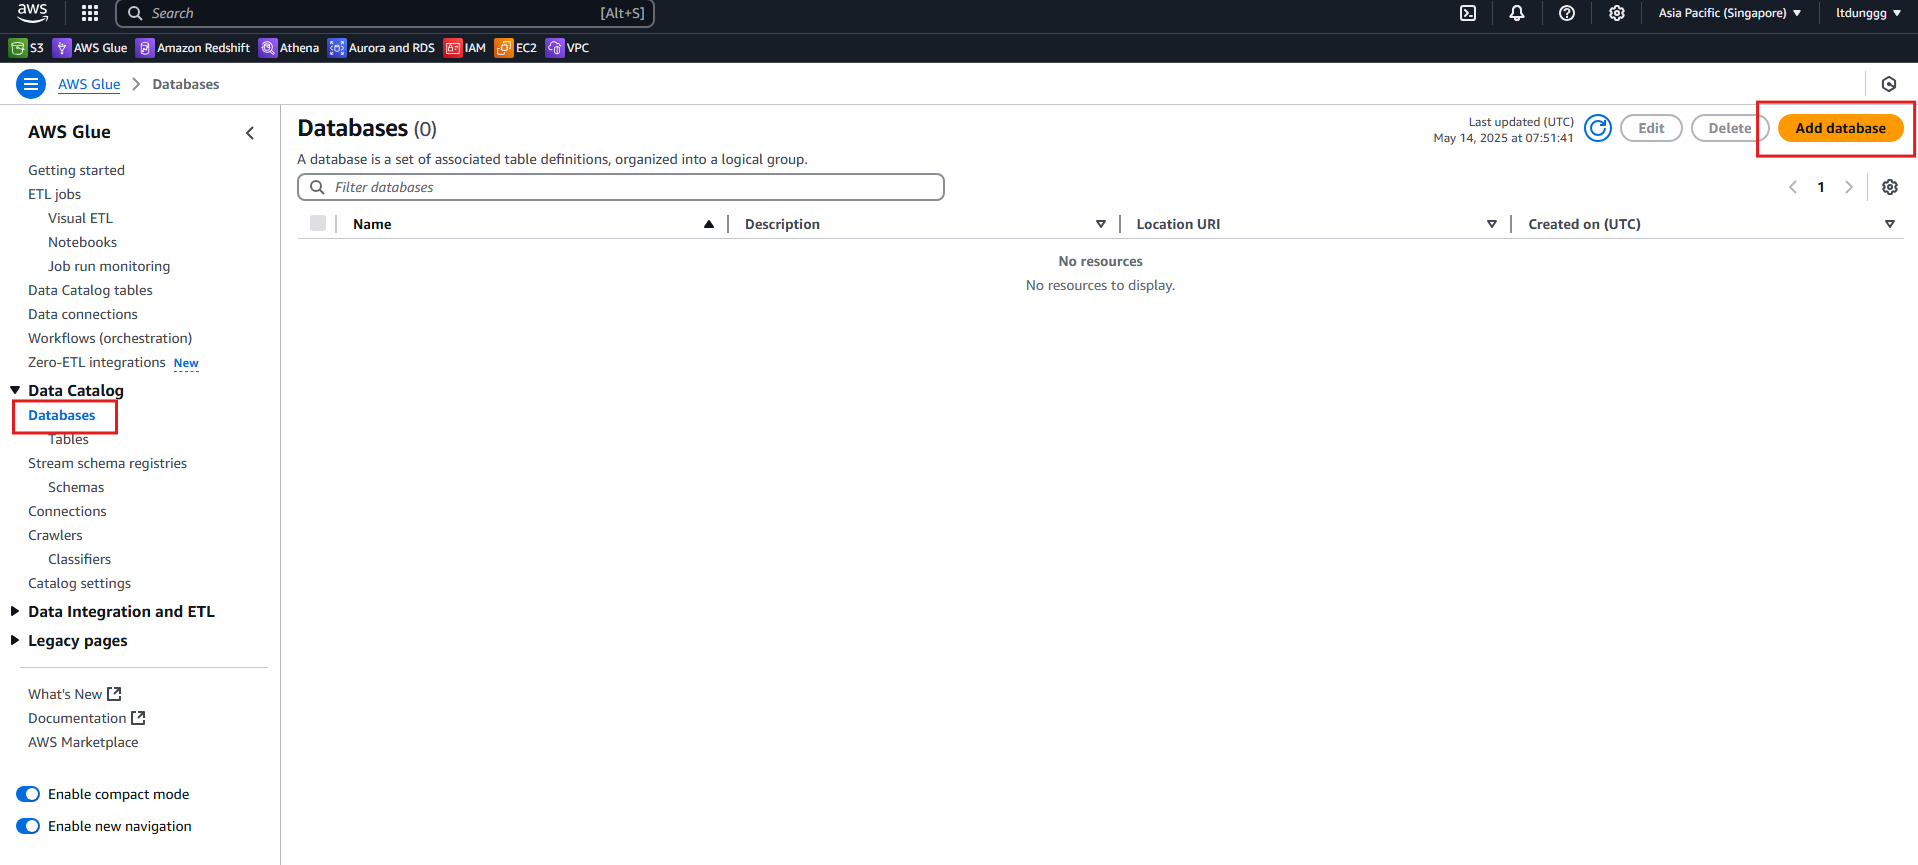 aws Search [Alt+S] Asia Pacific (Singapore) ltdunggg
S3 AWS Glue Amazon Redshift Athena Aurora and RDS IAM EC2 VPC
AWS Glue Databases
AWS Glue
Getting started
ETL jobs
Visual ETL
Notebooks
Job run monitoring
Data Catalog tables
Data connections
Workflows (orchestration)
Zero-ETL integrations New
Data Catalog
Databases
Tables
Stream schema registries
Schemas
Connections
Crawlers
Classifiers
Catalog settings
Data Integration and ETL
Legacy pages
What's New
Documentation
AWS Marketplace
Enable compact mode
Enable new navigation
Databases (0)
Last updated (UTC)
May 14, 2025 at 07:51:41
Edit Delete Add database
A database is a set of associated table definitions, organized into a logical group.
Filter databases
1
Name Description Location URI Created on (UTC)
No resources
No resources to display.